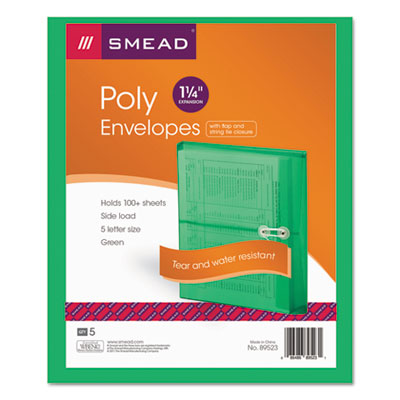 SMEAD
Poly
Envelopes
1¼"
EXPANSION
with flap and
string tie closure
Holds 100+ sheets
Side load
5 letter size
Green
Tear and water resistant
QTY 5
www.smead.com
Made in China
No. 89523